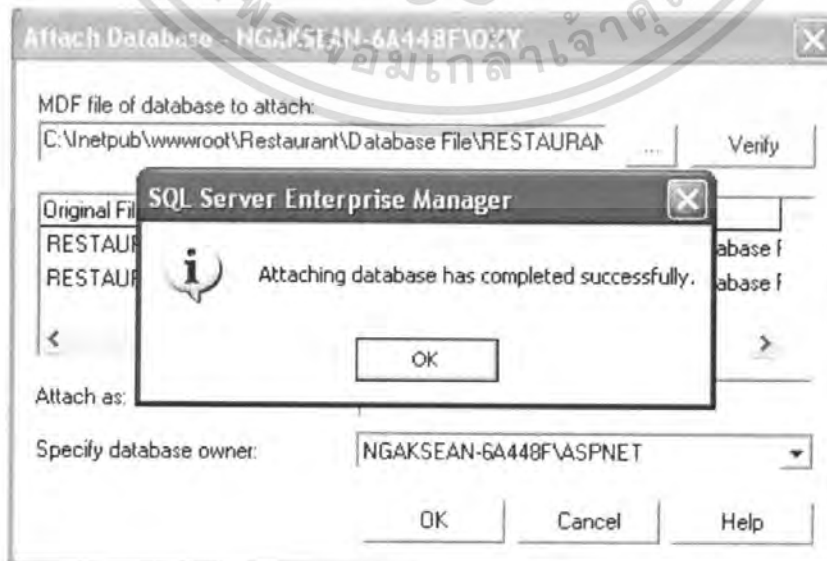 Attach Database - NGAKSEAN-6A448F\OXY
MDF file of database to attach:
C:\Inetpub\wwwroot\Restaurant\Database File\RESTAURAN
...
Verify
Original Fil
RESTAUR
abase F
RESTAUR
abase F
SQL Server Enterprise Manager
Attaching database has completed successfully.
OK
Attach as:
Specify database owner:
NGAKSEAN-6A448F\ASPNET
OK Cancel Help